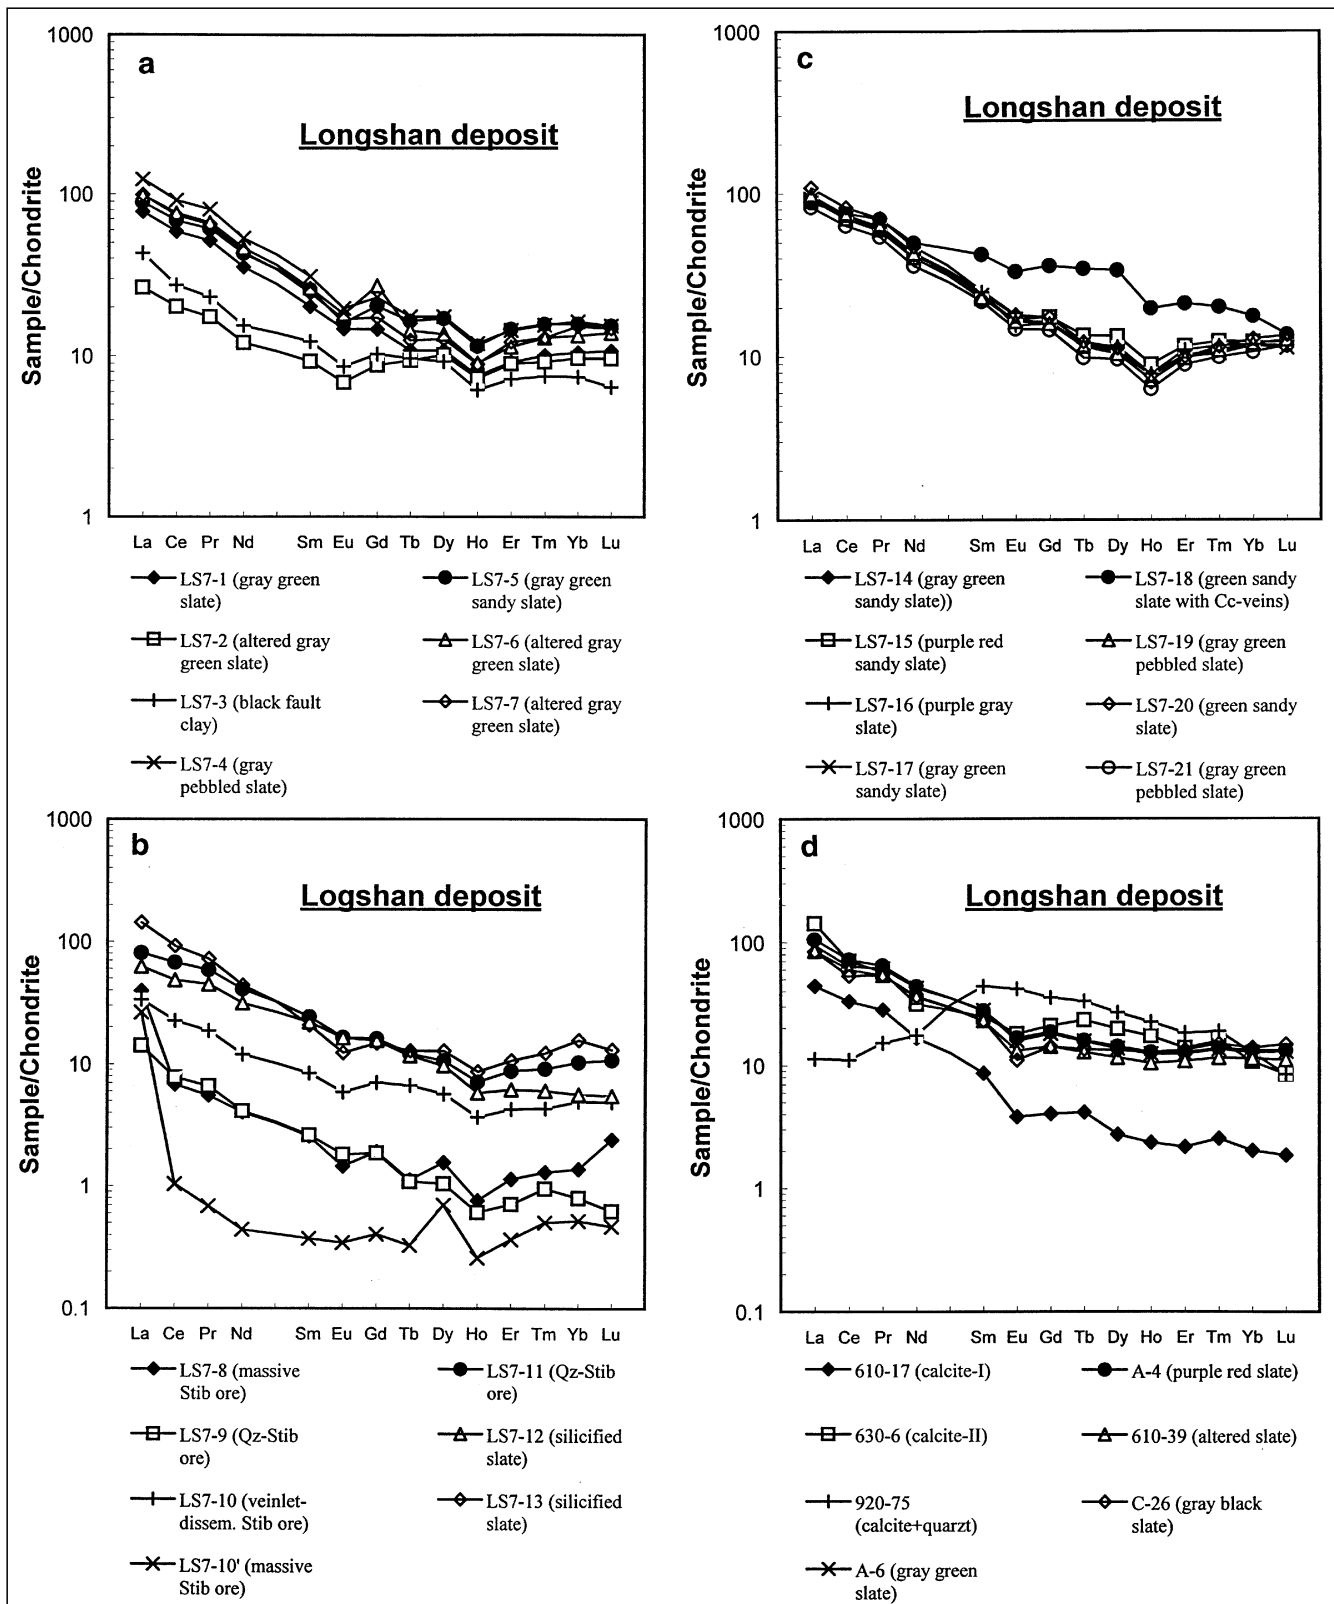 a
Longshan deposit
Sample/Chondrite
1000
100
10
1
La Ce Pr Nd Sm Eu Gd Tb Dy Ho Er Tm Yb Lu
LS7-1 (gray green
slate)
LS7-2 (altered gray
green slate)
LS7-3 (black fault
clay)
LS7-4 (gray
pebbled slate)
LS7-5 (gray green
sandy slate)
LS7-6 (altered gray
green slate)
LS7-7 (altered gray
green slate)
c
Longshan deposit
Sample/Chondrite
1000
100
10
1
La Ce Pr Nd Sm Eu Gd Tb Dy Ho Er Tm Yb Lu
LS7-14 (gray green
sandy slate))
LS7-15 (purple red
sandy slate)
LS7-16 (purple gray
slate)
LS7-17 (gray green
sandy slate)
LS7-18 (green sandy
slate with Cc-veins)
LS7-19 (gray green
pebbled slate)
LS7-20 (green sandy
slate)
LS7-21 (gray green
pebbled slate)
b
Logshan deposit
Sample/Chondrite
1000
100
10
1
0.1
La Ce Pr Nd Sm Eu Gd Tb Dy Ho Er Tm Yb Lu
LS7-8 (massive
Stib ore)
LS7-9 (Qz-Stib
ore)
LS7-10 (veinlet-
dissem. Stib ore)
LS7-10' (massive
Stib ore)
LS7-11 (Qz-Stib
ore)
LS7-12 (silicified
slate)
LS7-13 (silicified
slate)
d
Longshan deposit
Sample/Chondrite
1000
100
10
1
0.1
La Ce Pr Nd Sm Eu Gd Tb Dy Ho Er Tm Yb Lu
610-17 (calcite-I)
630-6 (calcite-II)
920-75
(calcite+quarzt)
A-6 (gray green
slate)
A-4 (purple red slate)
610-39 (altered slate)
C-26 (gray black
slate)